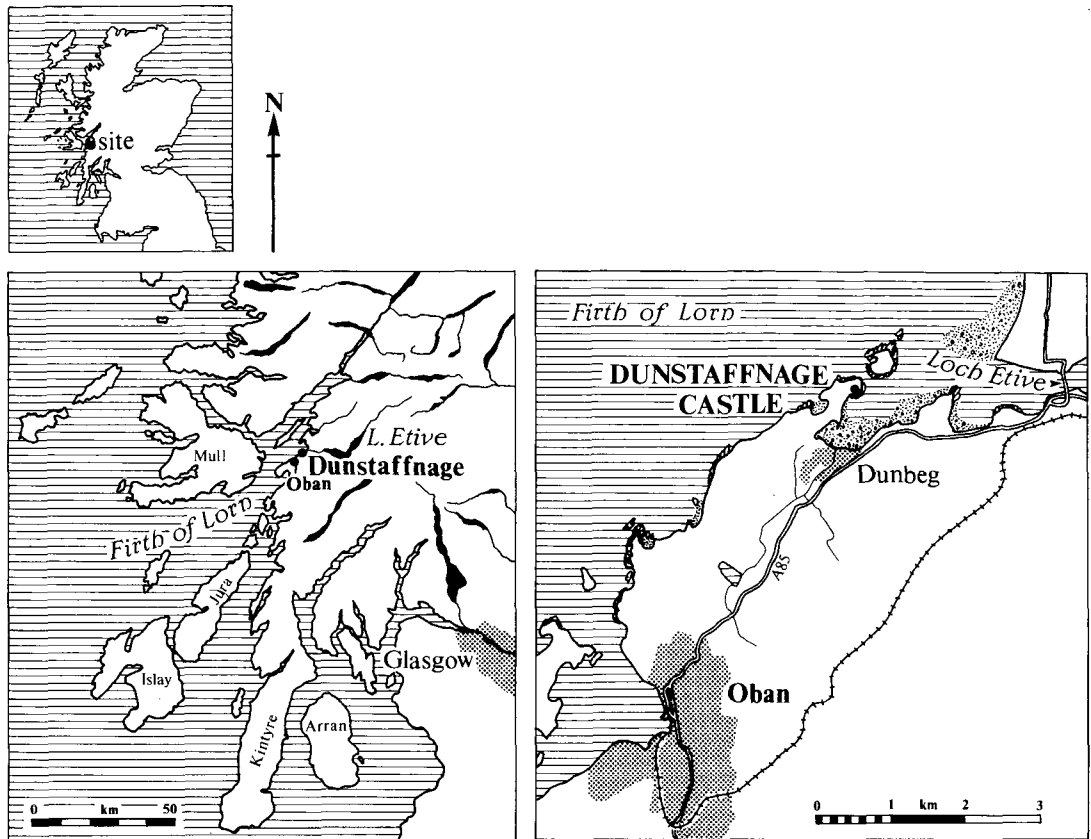 site
N
L. Etive
Mull
Dunstaffnage
Oban
Firth of Lorn
Jura
Islay
Glasgow
Kintyre
Arran
0 km 50
Firth of Lorn
DUNSTAFFNAGE
CASTLE
Loch Etive
Dunbeg
A85
Oban
0 1 km 2 3